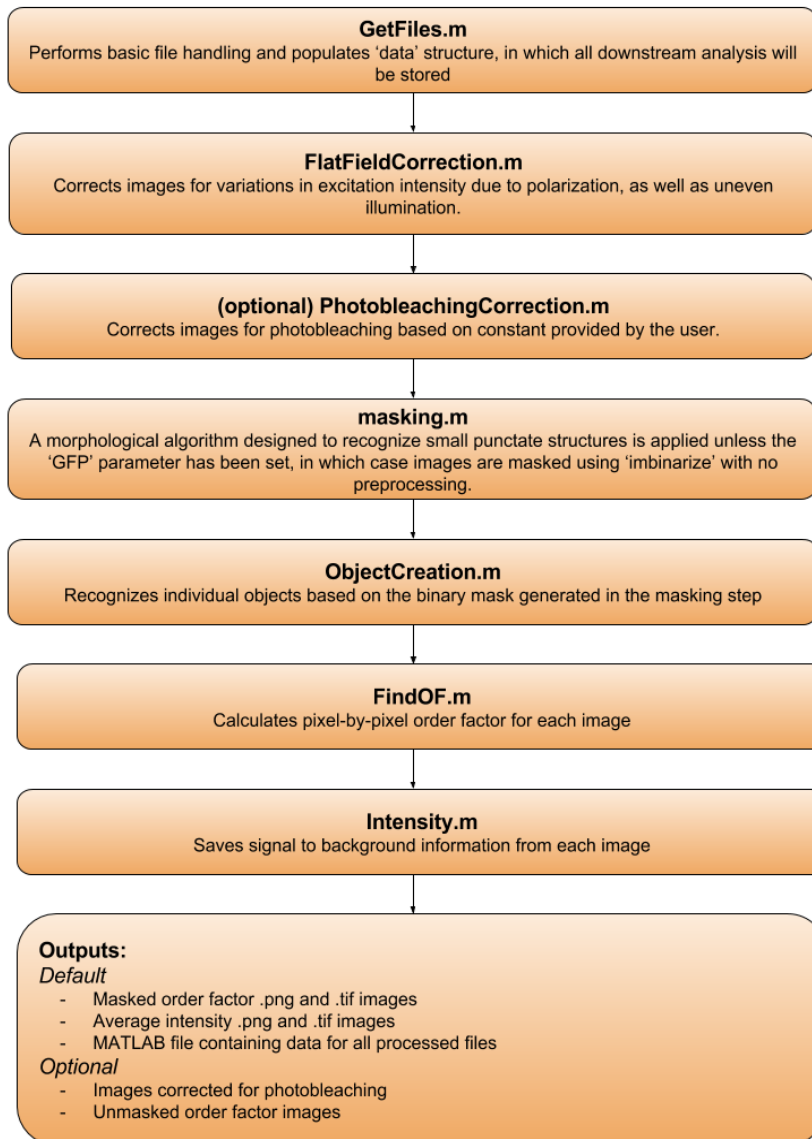 GetFiles.m
Performs basic file handling and populates ‘data’ structure, in which all downstream analysis will
be stored
FlatFieldCorrection.m
Corrects images for variations in excitation intensity due to polarization, as well as uneven
illumination.
(optional) PhotobleachingCorrection.m
Corrects images for photobleaching based on constant provided by the user.
masking.m
A morphological algorithm designed to recognize small punctate structures is applied unless the
‘GFP’ parameter has been set, in which case images are masked using ‘imbinarize’ with no
preprocessing.
ObjectCreation.m
Recognizes individual objects based on the binary mask generated in the masking step
FindOF.m
Calculates pixel-by-pixel order factor for each image
Intensity.m
Saves signal to background information from each image
Outputs:
Default
- Masked order factor .png and .tif images
- Average intensity .png and .tif images
- MATLAB file containing data for all processed files
Optional
- Images corrected for photobleaching
- Unmasked order factor images